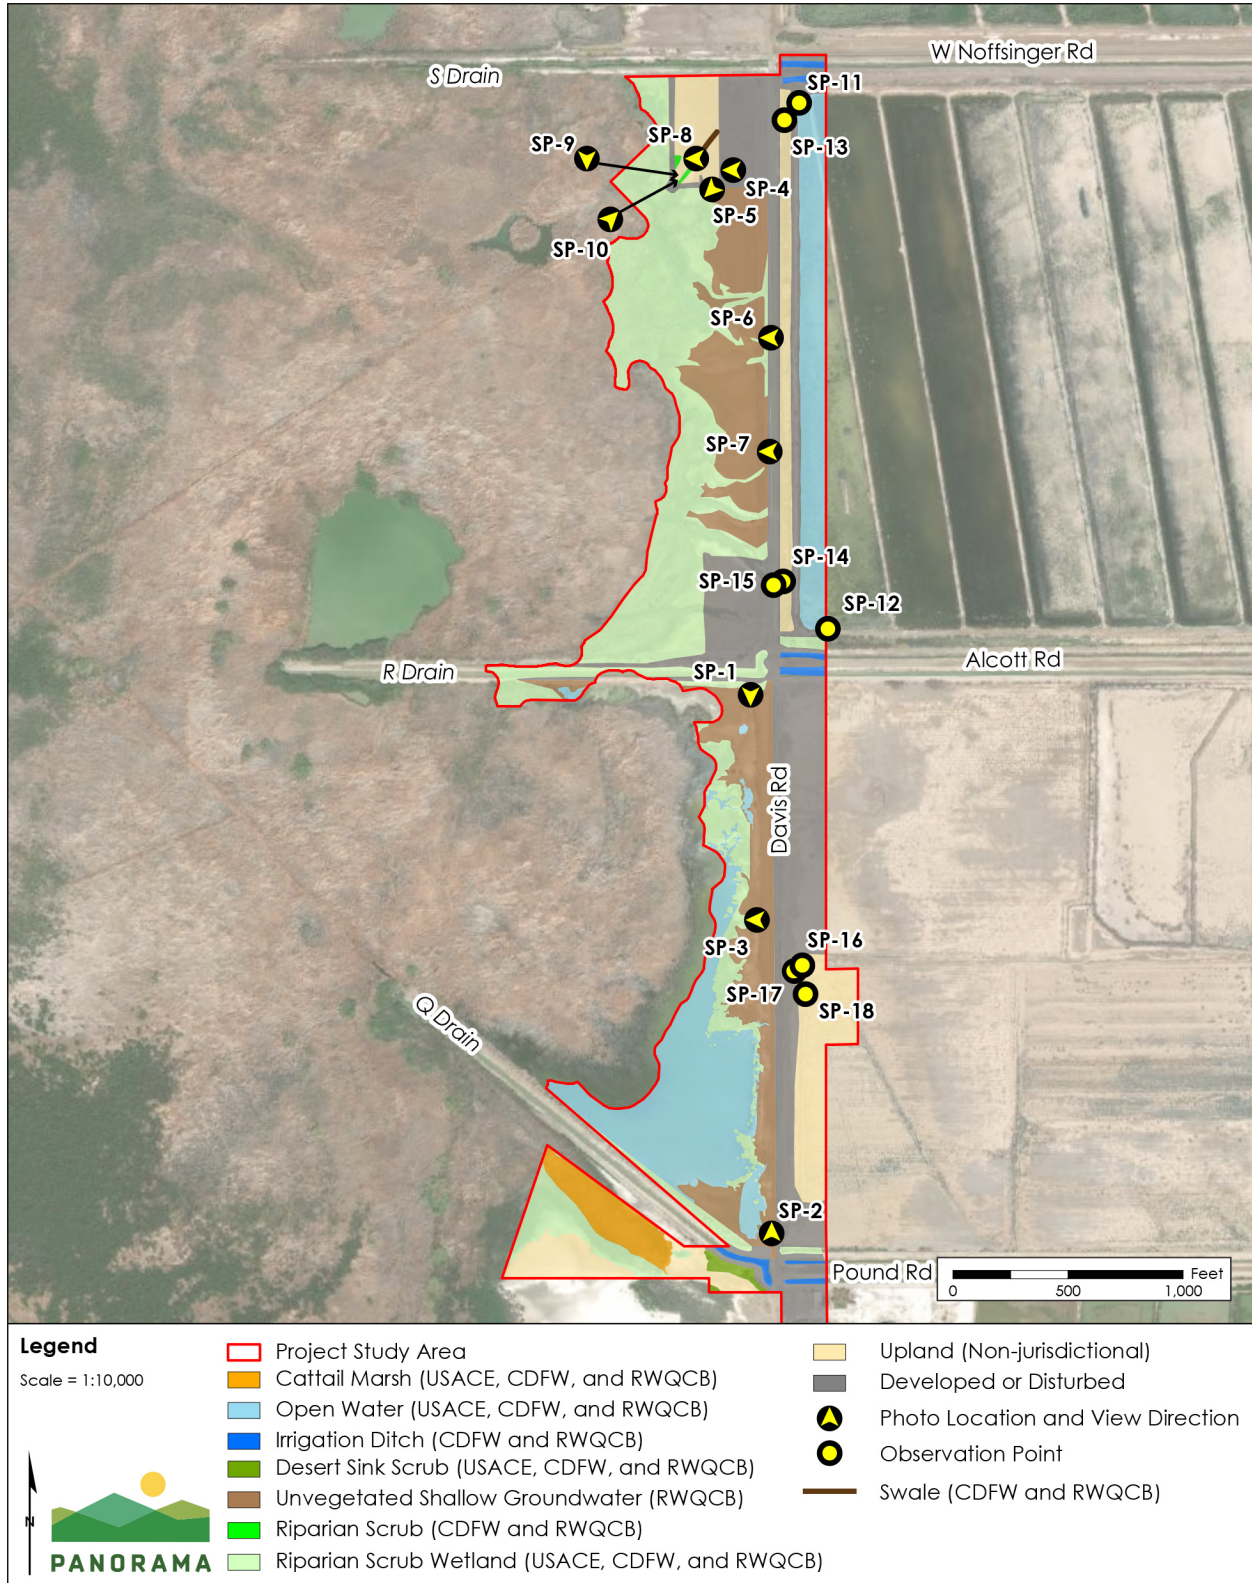 W Noffsinger Rd
S Drain
SP-11
SP-8
SP-9
SP-13
SP-4
SP-5
SP-10
SP-6
SP-7
SP-14
SP-15
SP-12
R Drain
SP-1
Alcott Rd
Davis Rd
SP-3
SP-16
SP-17
SP-18
Q Drain
SP-2
Pound Rd
Feet
0 500 1,000
Legend
Scale = 1:10,000
N
PANORAMA
Project Study Area
Cattail Marsh (USACE, CDFW, and RWQCB)
Open Water (USACE, CDFW, and RWQCB)
Irrigation Ditch (CDFW and RWQCB)
Desert Sink Scrub (USACE, CDFW, and RWQCB)
Unvegetated Shallow Groundwater (RWQCB)
Riparian Scrub (CDFW and RWQCB)
Riparian Scrub Wetland (USACE, CDFW, and RWQCB)
Upland (Non-jurisdictional)
Developed or Disturbed
Photo Location and View Direction
Observation Point
Swale (CDFW and RWQCB)